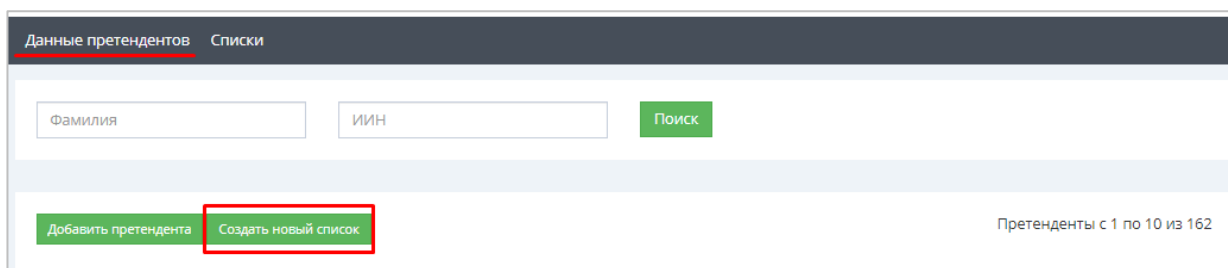 Данные претендентов Списки
Фамилия ИИН Поиск
Добавить претендента Создать новый список Претенденты с 1 по 10 из 162